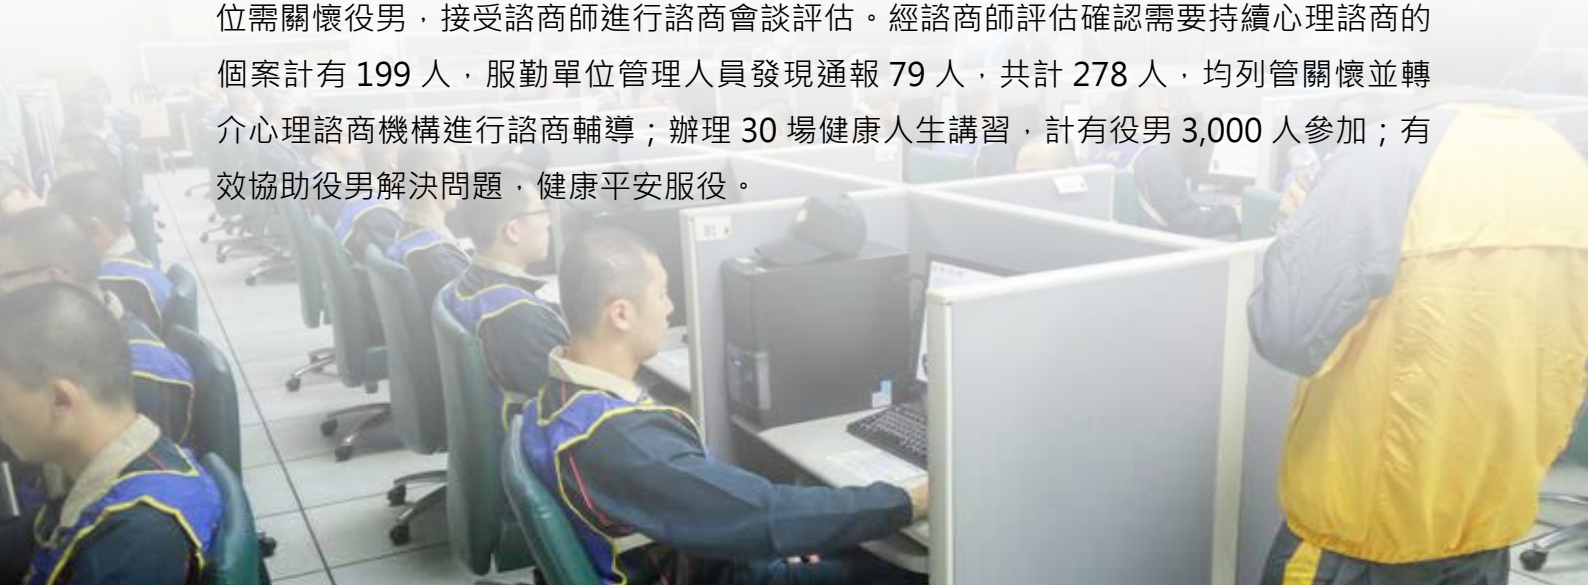 位需關懷役男，接受諮商師進行諮商會談評估。經諮商師評估確認需要持續心理諮商的
個案計有 199 人，服勤單位管理人員發現通報 79 人，共計 278 人，均列管關懷並轉
介心理諮商機構進行諮商輔導；辦理 30 場健康人生講習，計有役男 3,000 人參加；有
效協助役男解決問題，健康平安服役。